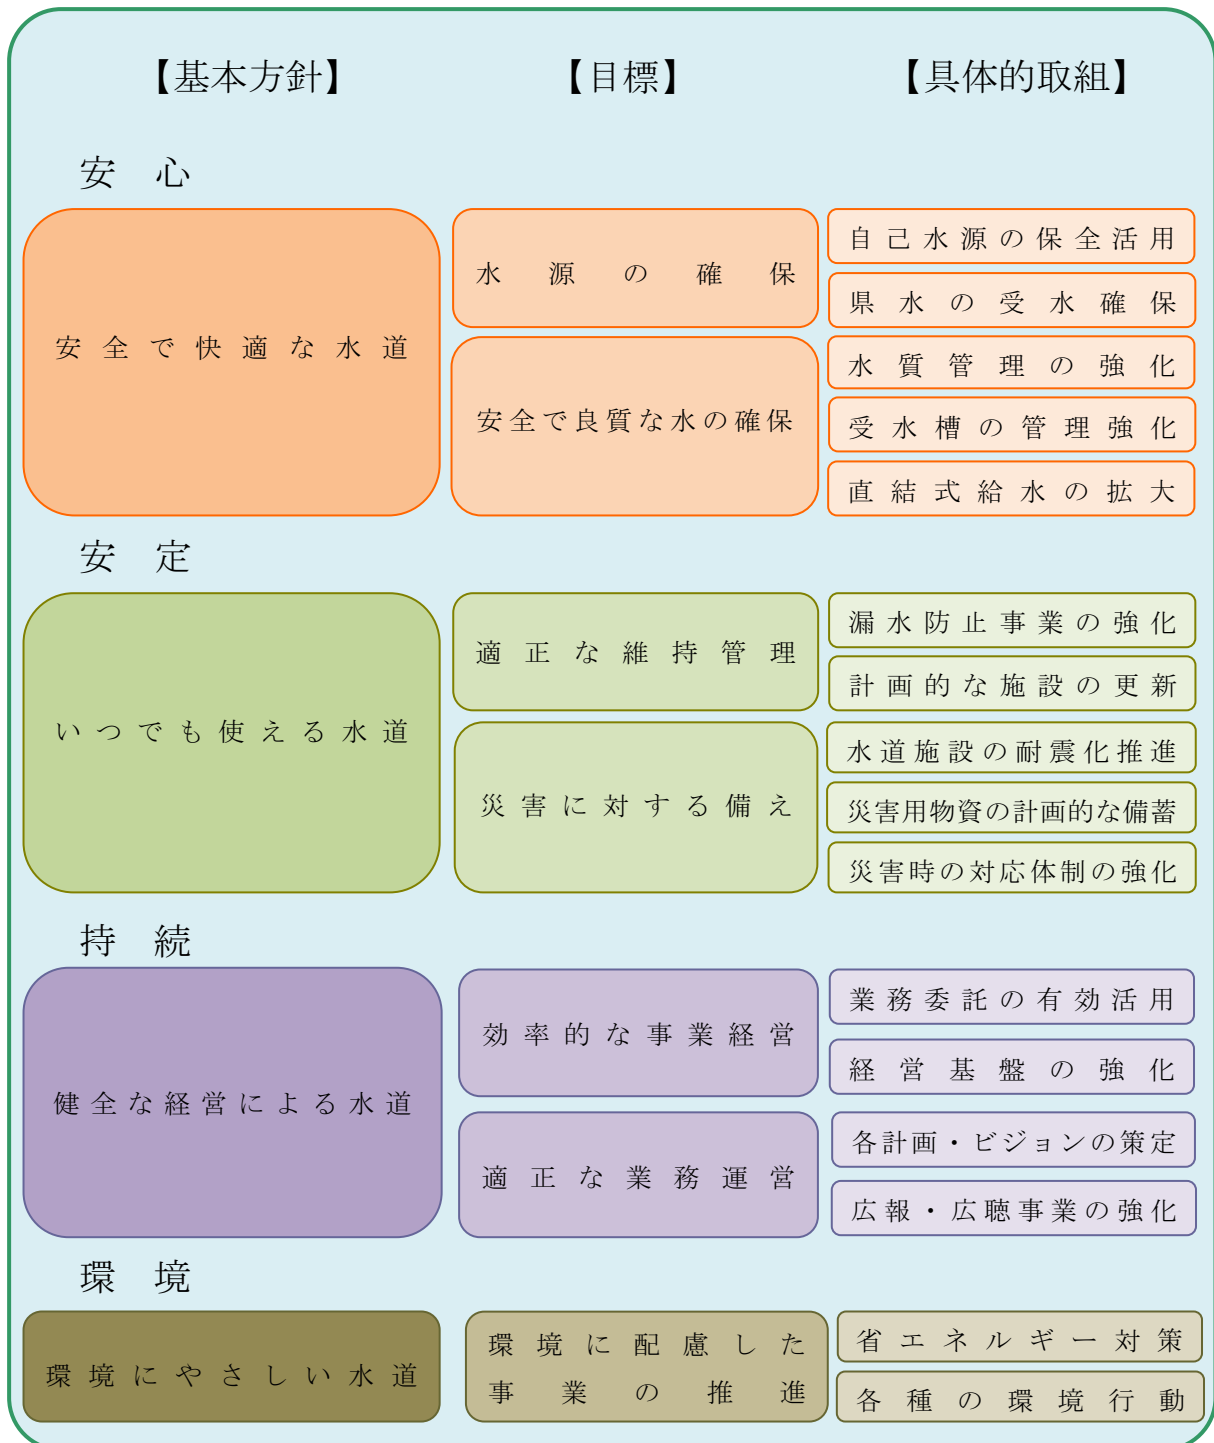 【基本方針】
【目標】
【具体的取組】
安心
安全で快適な水道
水源の確保
自己水源の保全活用
県水の受水確保
安全で良質な水の確保
水質管理の強化
受水槽の管理強化
直結式給水の拡大
安定
いつでも使える水道
適正な維持管理
漏水防止事業の強化
計画的な施設の更新
災害に対する備え
水道施設の耐震化推進
災害用物資の計画的な備蓄
災害時の対応体制の強化
持続
健全な経営による水道
効率的な事業経営
業務委託の有効活用
経営基盤の強化
適正な業務運営
各計画・ビジョンの策定
広報・広聴事業の強化
環境
環境にやさしい水道
環境に配慮した
事業の推進
省エネルギー対策
各種の環境行動